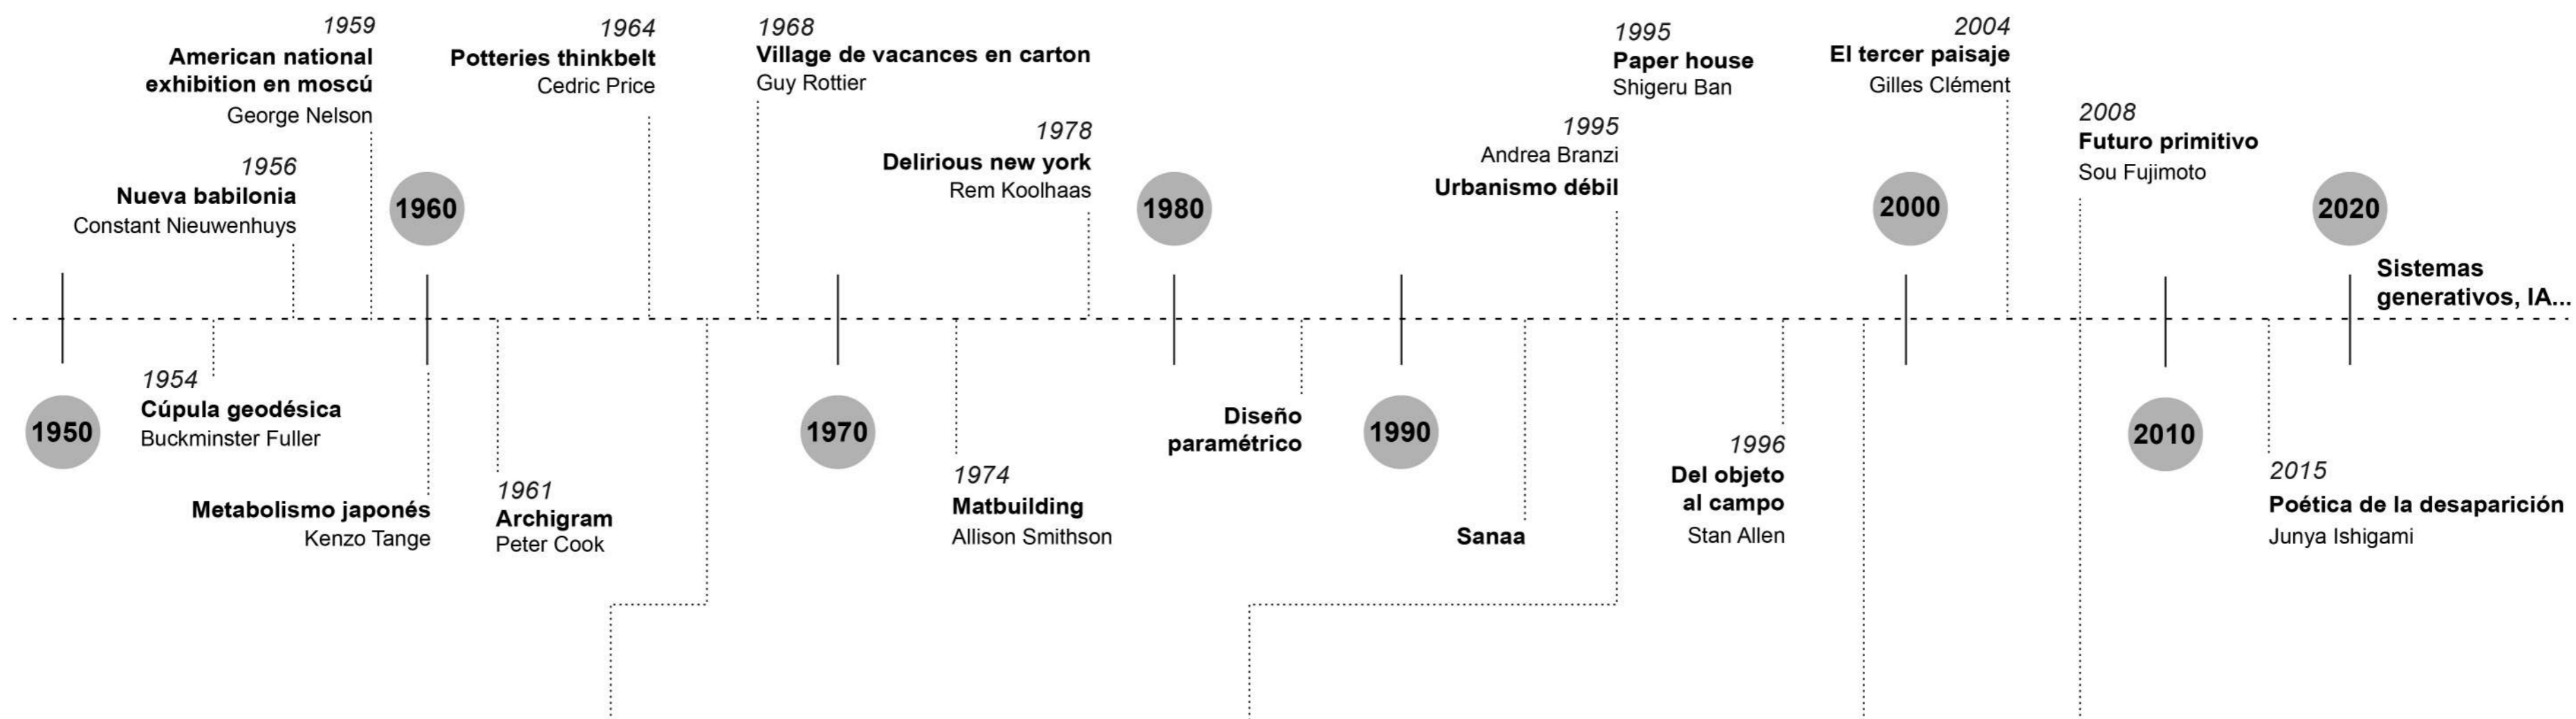 1959
American national
exhibition en moscú
George Nelson
1964
Potteries thinkbelt
Cedric Price
1968
Village de vacances en carton
Guy Rottier
1995
Paper house
Shigeru Ban
2004
El tercer paisaje
Gilles Clément
1956
Nueva babilonia
Constant Nieuwenhuys
1960
1978
Delirious new york
Rem Koolhaas
1980
1995
Andrea Branzi
Urbanismo débil
2000
2008
Futuro primitivo
Sou Fujimoto
2020
Sistemas
generativos, IA...
1950
1954
Cúpula geodésica
Buckminster Fuller
Metabolismo japonés
Kenzo Tange
1961
Archigram
Peter Cook
1970
1974
Matbuilding
Allison Smithson
Diseño
paramétrico
1990
Sanaa
1996
Del objeto
al campo
Stan Allen
2010
2015
Poética de la desaparición
Junya Ishigami